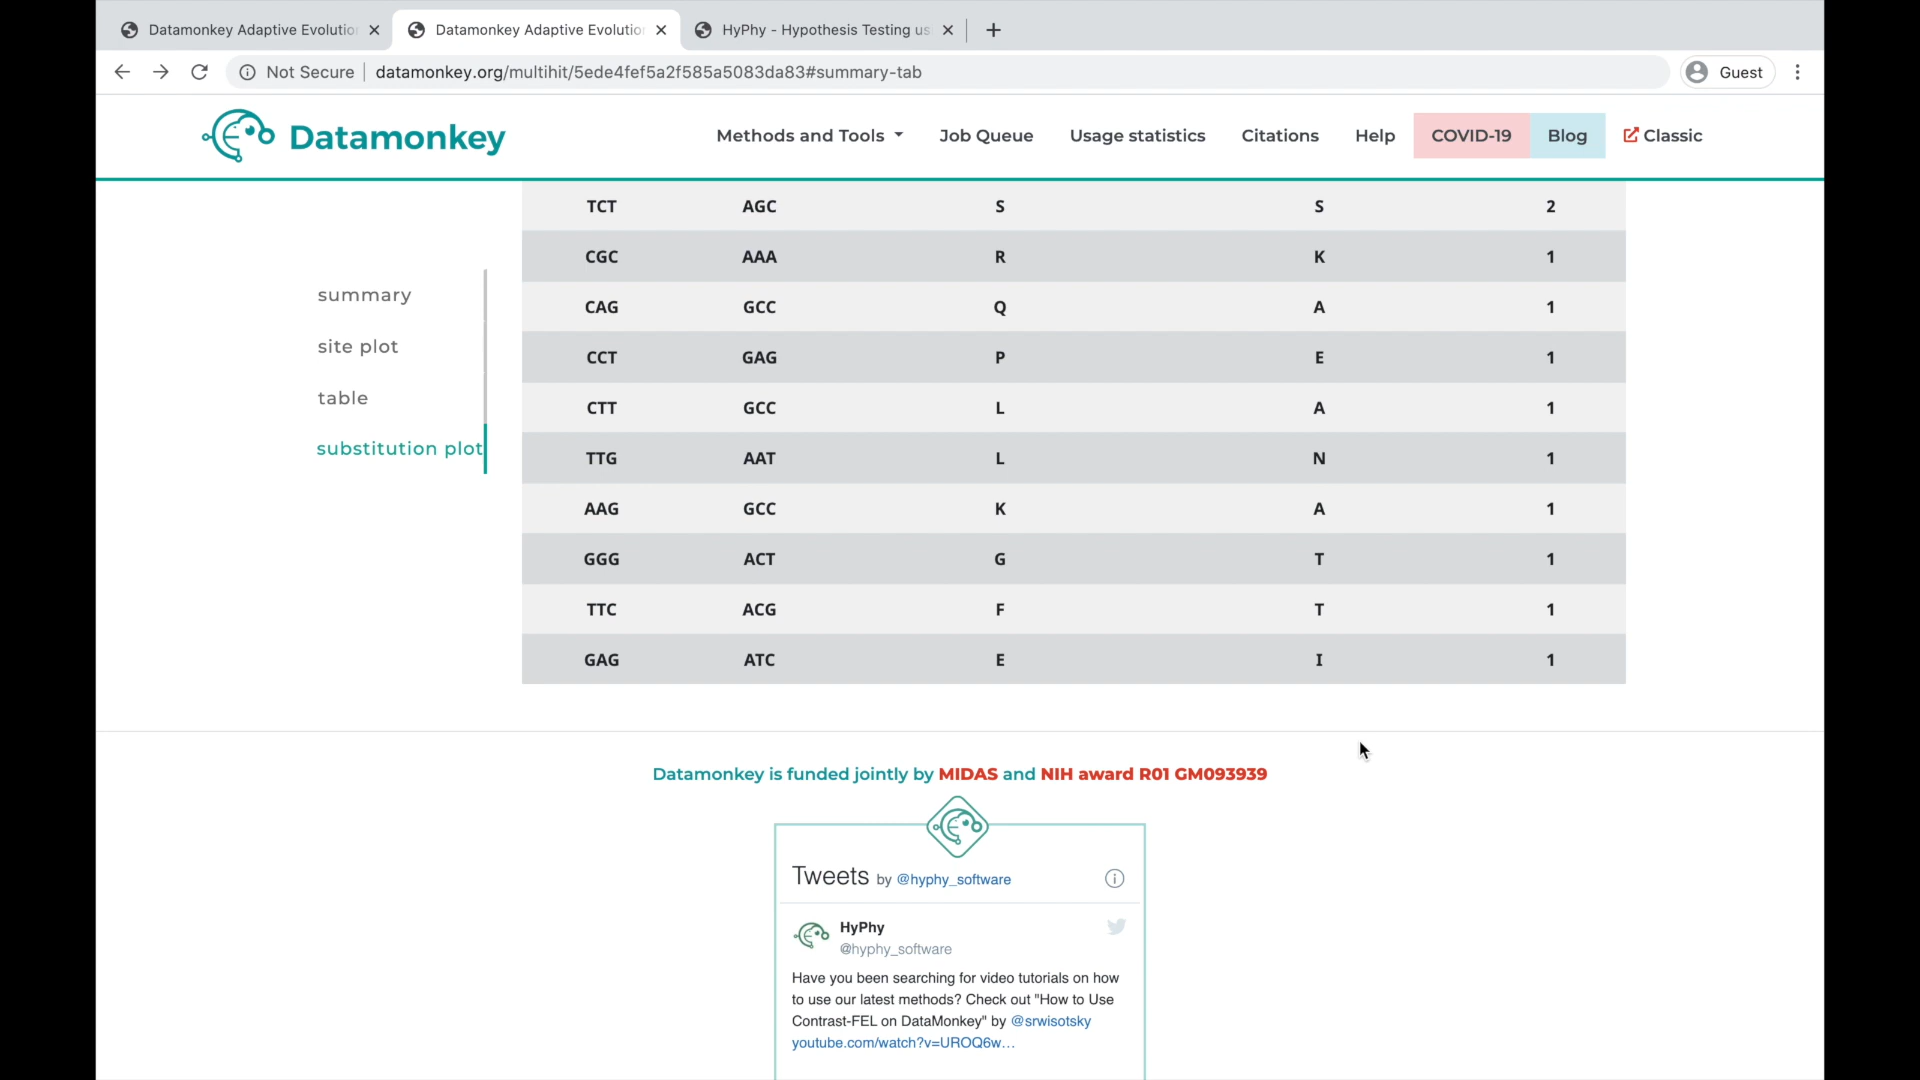 Datamonkey Adaptive Evolutio
Datamonkey Adaptive Evolutio
HyPhy - Hypothesis Testing us
Not Secure
datamonkey.org/multihit/5ede4fef5a2f585a5083da83#summary-tab
Guest
Datamonkey
Methods and Tools
Job Queue
Usage statistics
Citations
Help
COVID-19
Blog
Classic
summary
site plot
table
substitution plot
TCT AGC S S 2
CGC AAA R K 1
CAG GCC Q A 1
CCT GAG P E 1
CTT GCC L A 1
TTG AAT L N 1
AAG GCC K A 1
GGG ACT G T 1
TTC ACG F T 1
GAG ATC E I 1
Datamonkey is funded jointly by MIDAS and NIH award R01 GM093939
Tweets by @hyphy_software
HyPhy
@hyphy_software
Have you been searching for video tutorials on how
to use our latest methods? Check out "How to Use
Contrast-FEL on DataMonkey" by @srwisotsky
youtube.com/watch?v=UROQ6w...